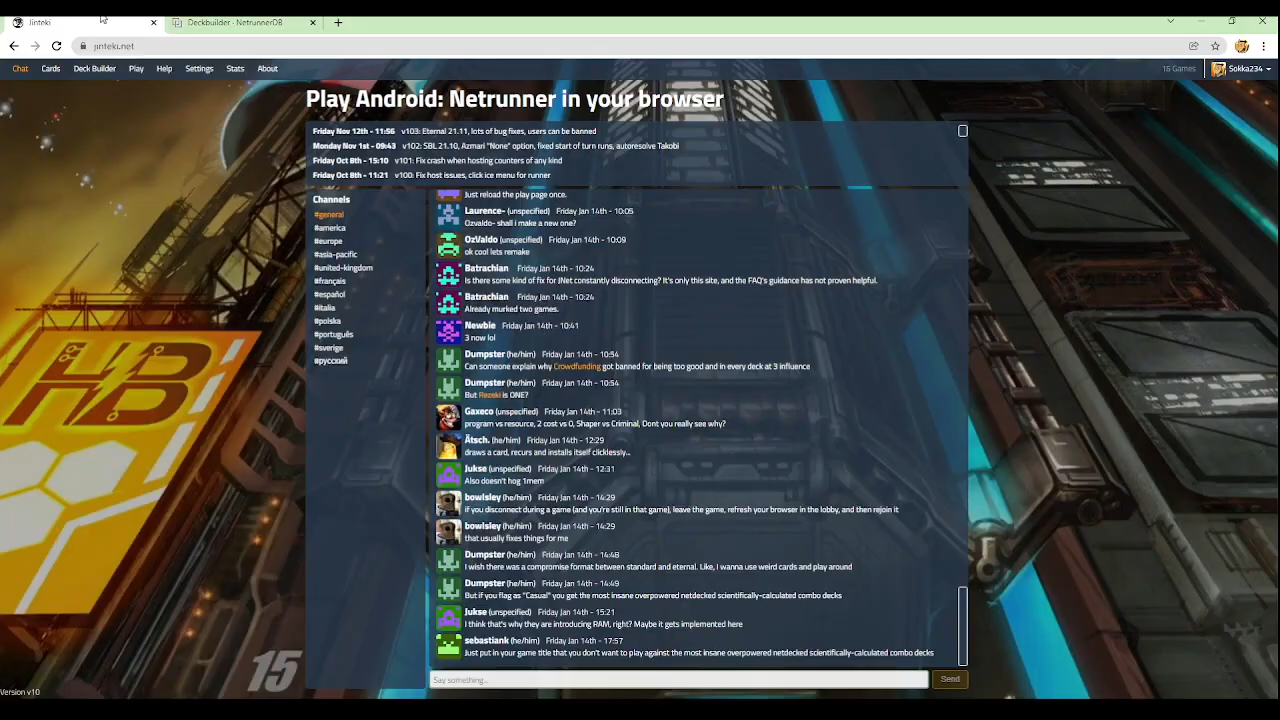 Jinteki
Deckbuilder · NetrunnerDB
jinteki.net
Chat Cards Deck Builder Play Help Settings Stats About
15 Games Sokka234
Play Android: Netrunner in your browser
Friday Nov 12th - 11:56 v103: Eternal 21.11, lots of bug fixes, users can be banned
Monday Nov 1st - 09:43 v102: SBL 21.10, Azmari "None" option, fixed start of turn runs, autoresolve Takobi
Friday Oct 8th - 15:10 v101: Fix crash when hosting counters of any kind
Friday Oct 8th - 11:21 v100: Fix host issues, click ice menu for runner
Channels
#general
#america
#europe
#asia-pacific
#united-kingdom
#français
#español
#italia
#polska
#português
#sverige
#русский
Just reload the play page once.
Laurence- (unspecified) Friday Jan 14th - 10:05
Ozvaldo- shall i make a new one?
OzValdo (unspecified) Friday Jan 14th - 10:09
ok cool lets remake
Batrachian Friday Jan 14th - 10:24
Is there some kind of fix for JNet constantly disconnecting? It's only this site, and the FAQ's guidance has not proven helpful.
Batrachian Friday Jan 14th - 10:24
Already murked two games.
Newbie Friday Jan 14th - 10:41
3 now lol
Dumpster (he/him) Friday Jan 14th - 10:54
Can someone explain why Crowdfunding got banned for being too good and in every deck at 3 influence
Dumpster (he/him) Friday Jan 14th - 10:54
But Rezeki is ONE?
Gaxeco (unspecified) Friday Jan 14th - 11:03
program vs resource, 2 cost vs 0, Shaper vs Criminal, Dont you really see why?
Ätsch. (he/him) Friday Jan 14th - 12:29
draws a card, recurs and installs itself clicklessly...
Jukse (unspecified) Friday Jan 14th - 12:31
Also doesn't hog 1mem
bowlsley (he/him) Friday Jan 14th - 14:29
if you disconnect during a game (and you're still in that game), leave the game, refresh your browser in the lobby, and then rejoin it
bowlsley (he/him) Friday Jan 14th - 14:29
that usually fixes things for me
Dumpster (he/him) Friday Jan 14th - 14:48
I wish there was a compromise format between standard and eternal. Like, I wanna use weird cards and play around
Dumpster (he/him) Friday Jan 14th - 14:49
But if you flag as "Casual" you get the most insane overpowered netdecked scientifically-calculated combo decks
Jukse (unspecified) Friday Jan 14th - 15:21
I think that's why they are introducing RAM, right? Maybe it gets implemented here
sebastiank (he/him) Friday Jan 14th - 17:57
Just put in your game title that you don't want to play against the most insane overpowered netdecked scientifically-calculated combo decks
Say something...
Send
15
Version v10